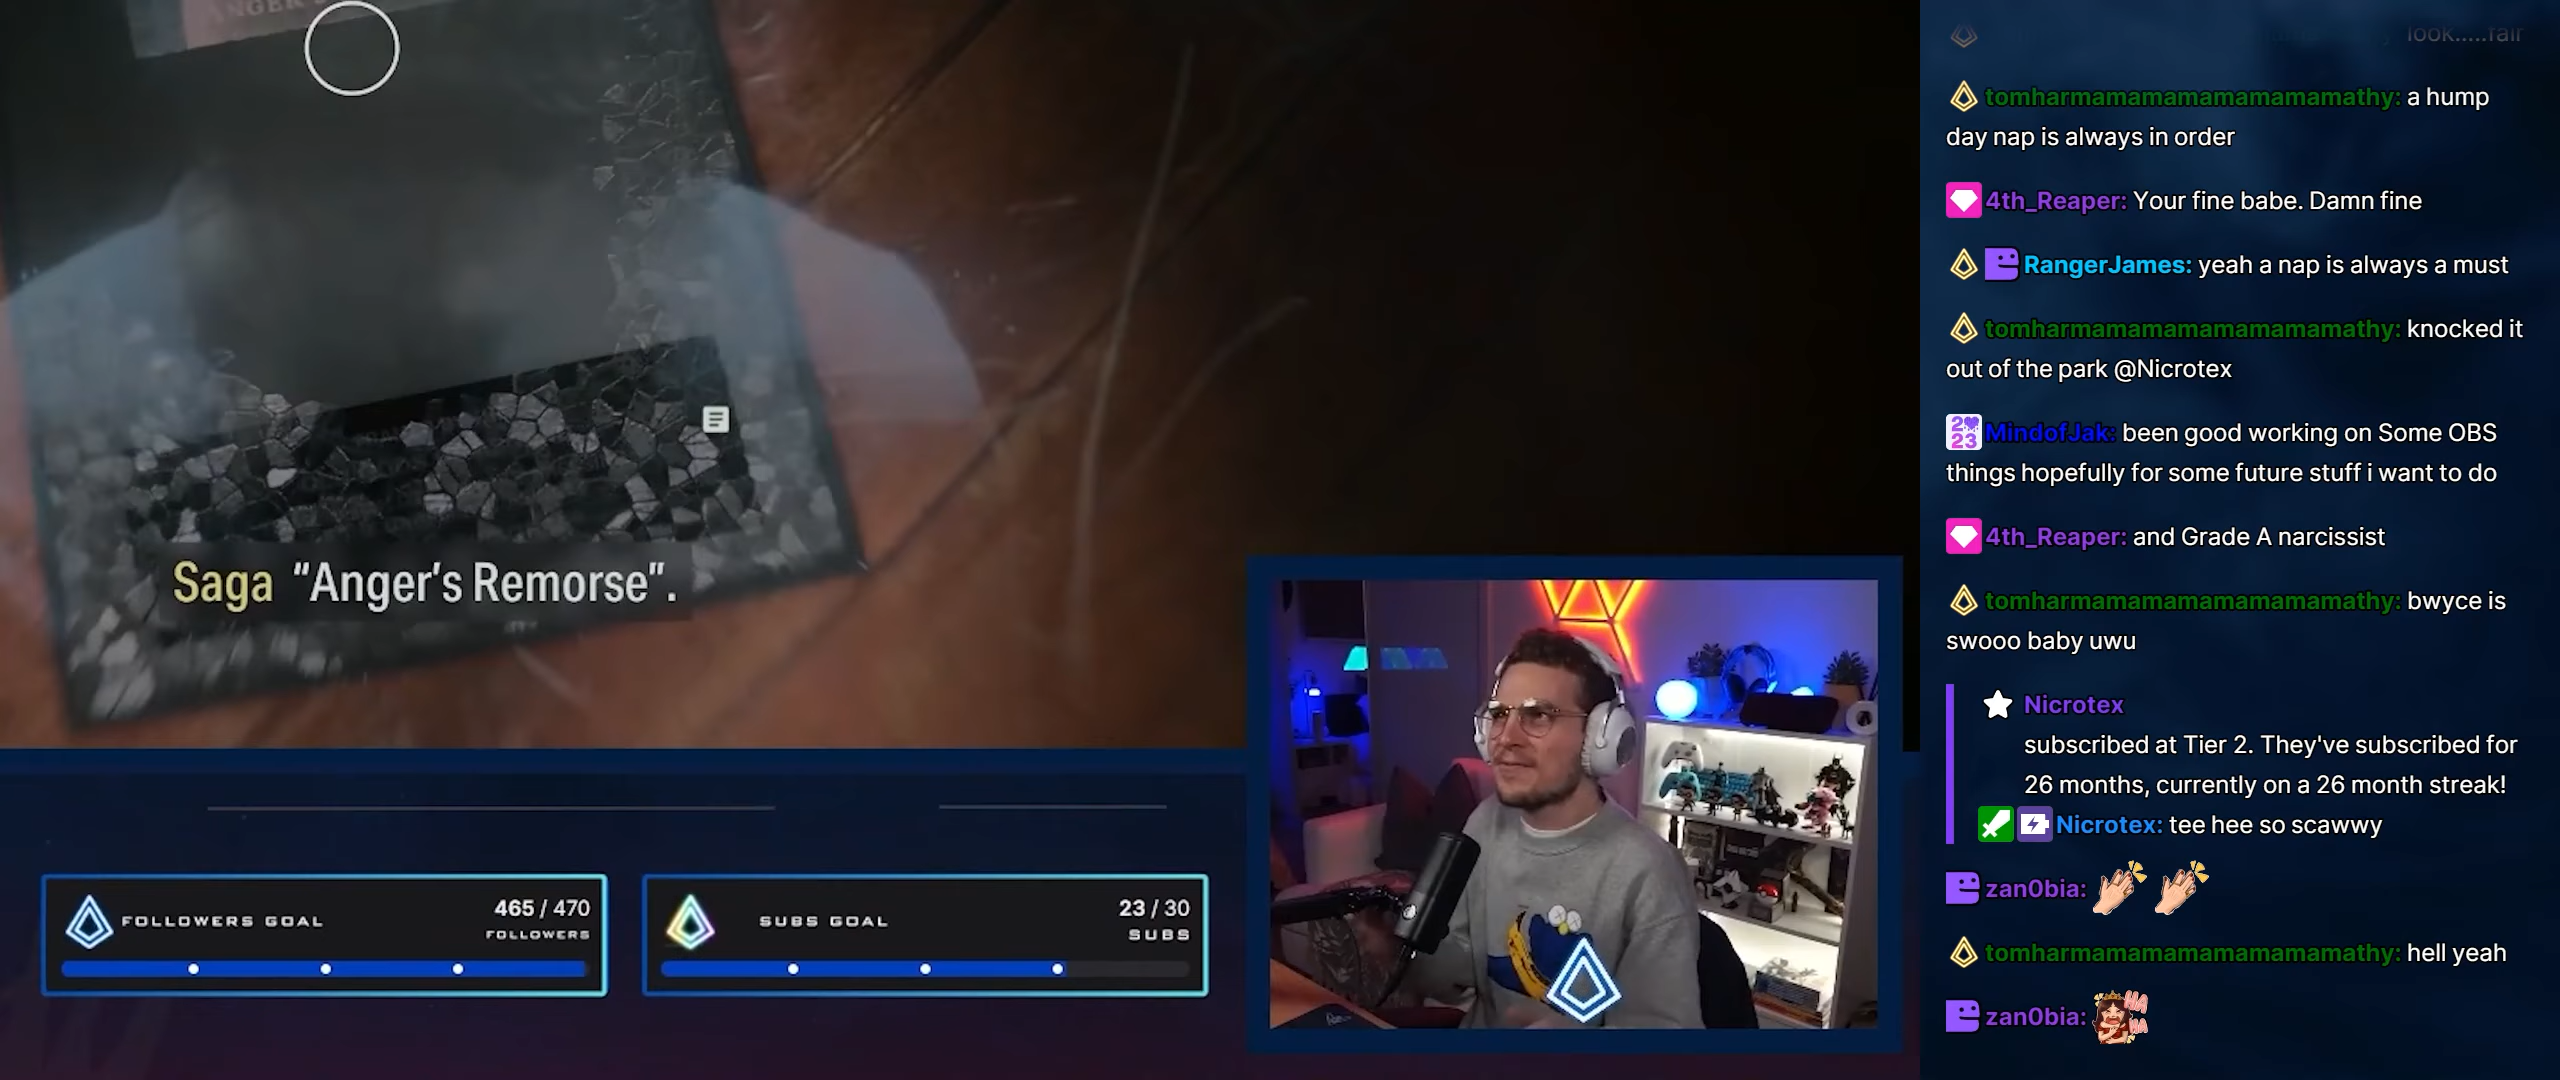 ANGER'S
Saga "Anger's Remorse".
FOLLOWERS GOAL
465 / 470
FOLLOWERS
SUBS GOAL
23 / 30
SUBS
look.....fair
tomharmamamamamamamamathy: a hump
day nap is always in order
4th_Reaper: Your fine babe. Damn fine
RangerJames: yeah a nap is always a must
tomharmamamamamamamamathy: knocked it
out of the park @Nicrotex
2023
MindofJak: been good working on Some OBS
things hopefully for some future stuff i want to do
4th_Reaper: and Grade A narcissist
tomharmamamamamamamamathy: bwyce is
swooo baby uwu
Nicrotex
subscribed at Tier 2. They've subscribed for
26 months, currently on a 26 month streak!
Nicrotex: tee hee so scawwy
zan0bia:
tomharmamamamamamamamathy: hell yeah
zan0bia: HA
HA